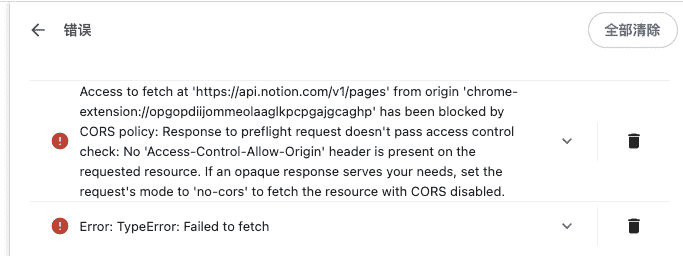 错误
全部清除
Access to fetch at 'https://api.notion.com/v1/pages' from origin 'chrome-
extension://opgopdiijommeolaaglkpcpgajgcaghp' has been blocked by
CORS policy: Response to preflight request doesn't pass access control
check: No 'Access-Control-Allow-Origin' header is present on the
requested resource. If an opaque response serves your needs, set the
request's mode to 'no-cors' to fetch the resource with CORS disabled.
Error: TypeError: Failed to fetch